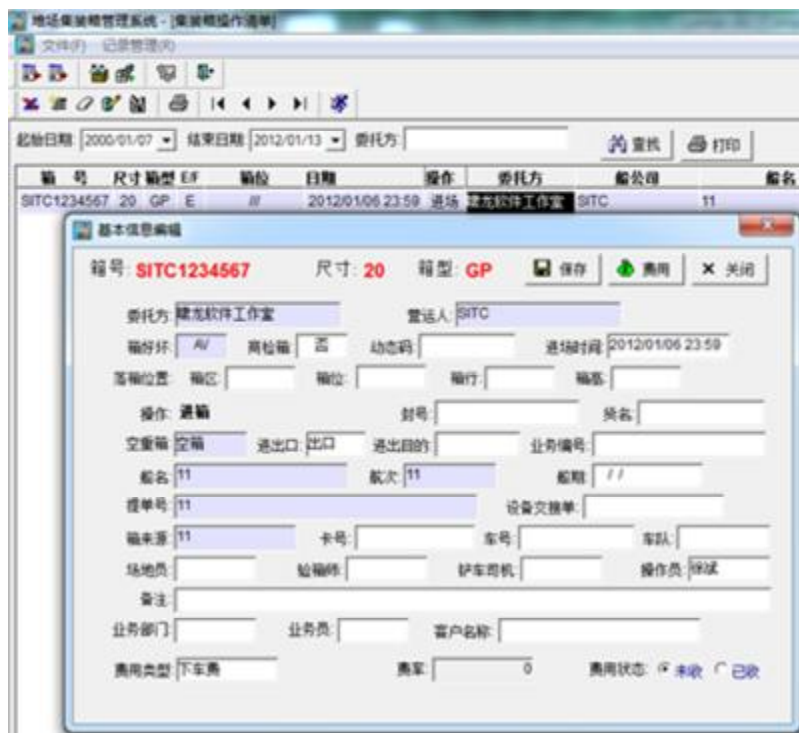 堆场集装箱管理系统 - [集装箱操作清单]
文件(F) 记录管理(R)
起始日期: 2000/01/07 结束日期: 2012/01/13 委托方: 查找 打印
箱 号 尺寸 箱型 E/F 箱位 日期 操作 委托方 船公司 船名
SITC1234567 20 GP E /// 2012/01/06 23:59 进场 建龙软件工作室 SITC 11
基本信息编辑
箱号: SITC1234567 尺寸: 20 箱型: GP 保存 费用 关闭
委托方: 建龙软件工作室 营运人: SITC
箱好坏: AV 商检箱: 否 动态码: 进场时间: 2012/01/06 23:59
落箱位置: 箱区: 箱位: 箱行: 箱高:
操作: 进箱 封号: 货名:
空重箱: 空箱 进出口: 出口 进出目的: 业务编号:
船名: 11 航次: 11 船期: / /
提单号: 11 设备交接单:
箱来源: 11 卡号: 车号: 车队:
场地员: 验箱师: 铲车司机: 操作员: 徐斌
备注:
业务部门: 业务员: 客户名称:
费用类型: 下车费 费率: 0 费用状态: 未收 已收